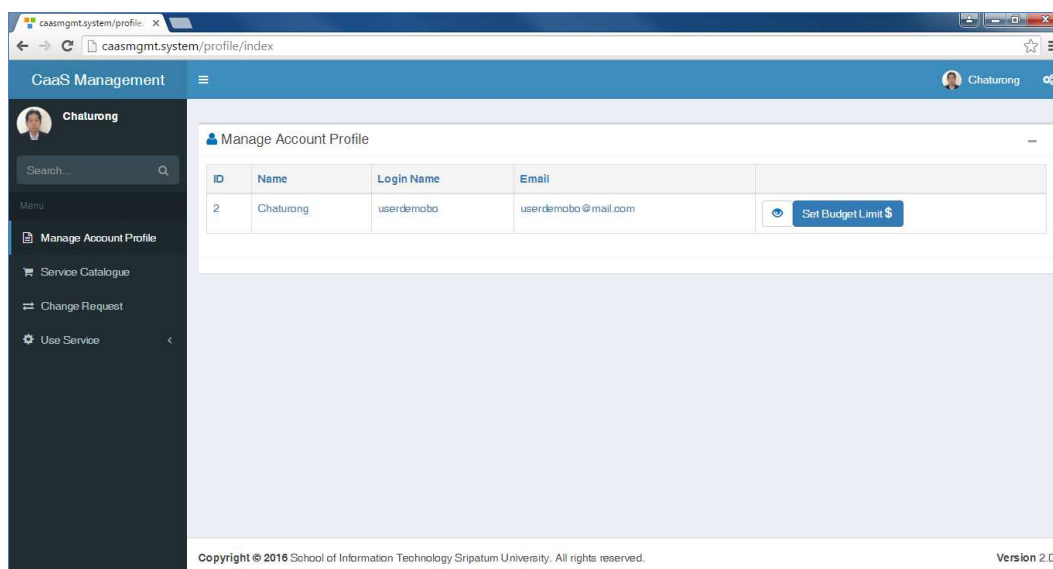 caasmgmt.system/profile
caasmgmt.system/profile/index
CaaS Management
Chaturong
Chaturong
Search...
Menu
Manage Account Profile
Service Catalogue
Change Request
Use Service
Manage Account Profile
ID Name Login Name Email
2 Chaturong userdemobo userdemobo@mail.com Set Budget Limit $
Copyright © 2016 School of Information Technology Sripatum University. All rights reserved. Version 2.0